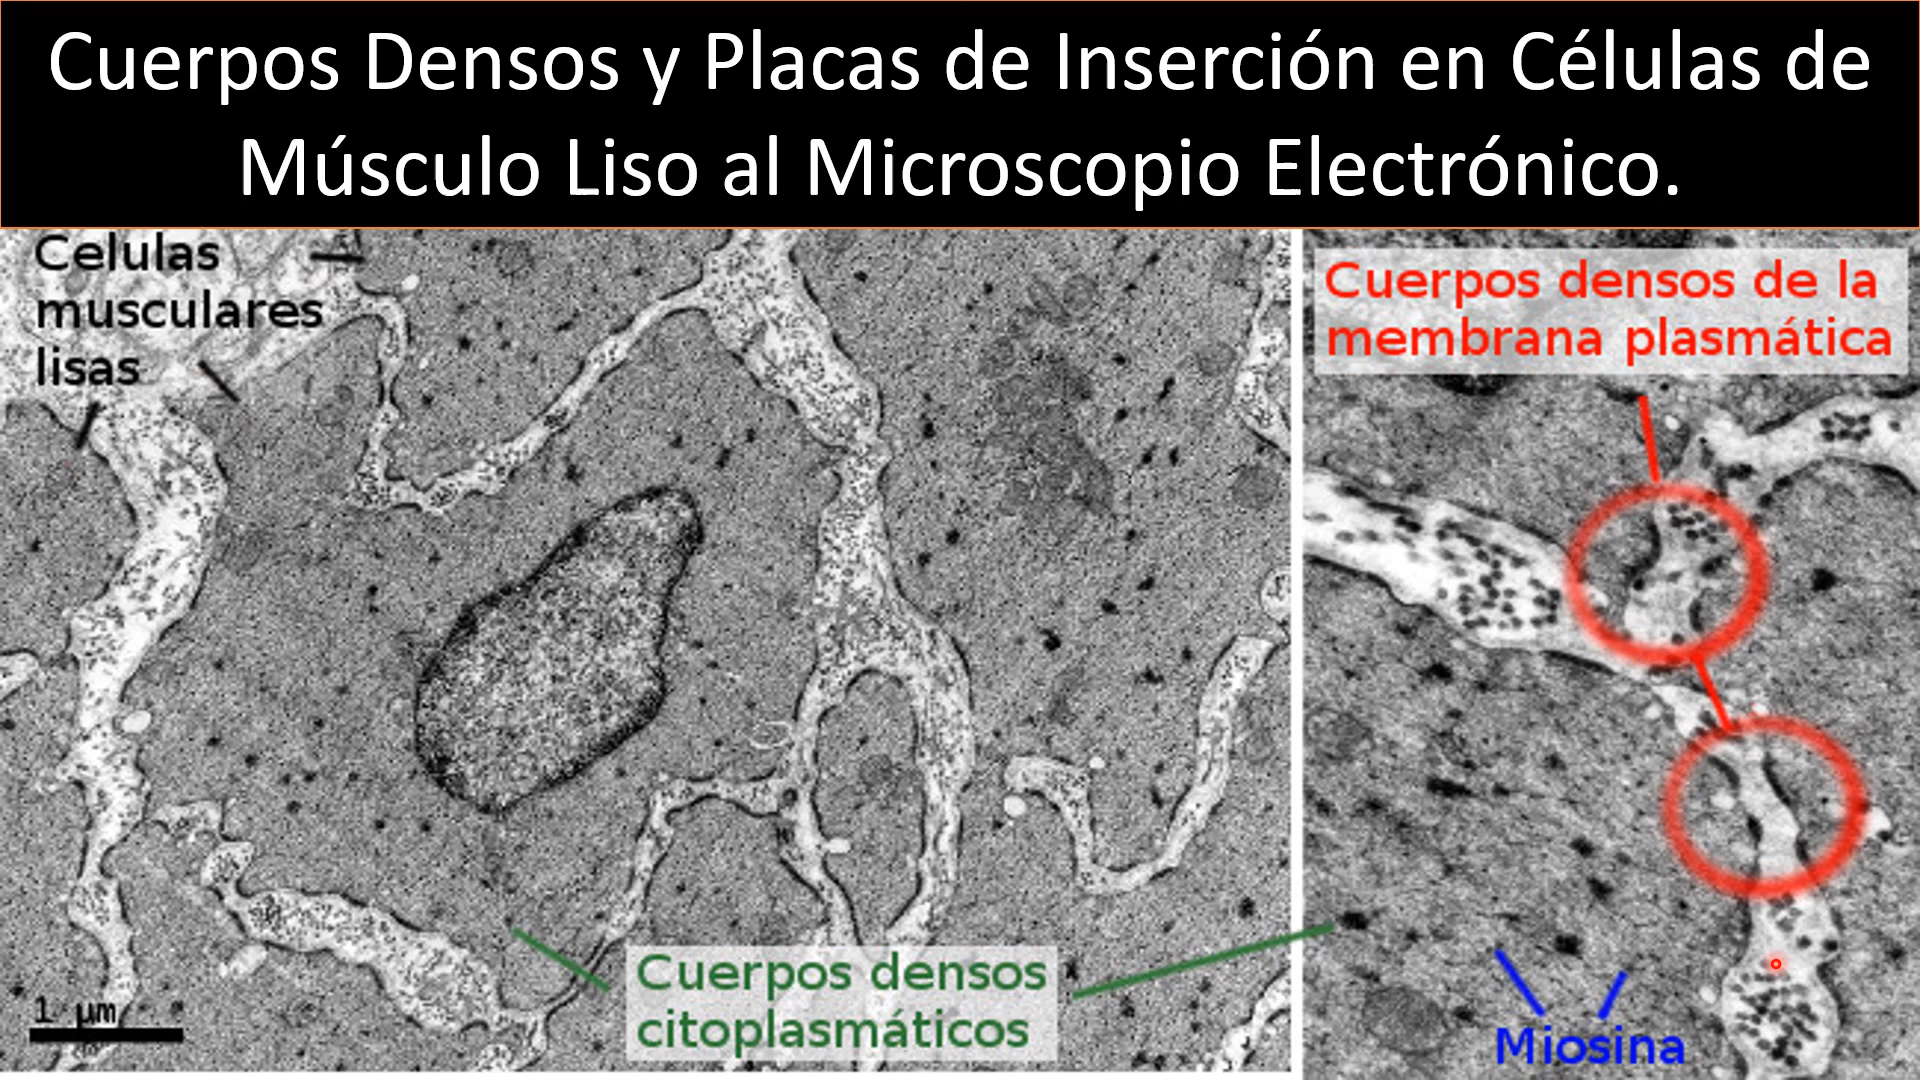 Cuerpos Densos y Placas de Inserción en Células de
Músculo Liso al Microscopio Electrónico.
Celulas
musculares
lisas
Cuerpos densos de la
membrana plasmática
Cuerpos densos
citoplasmáticos
1 µm
Miosina